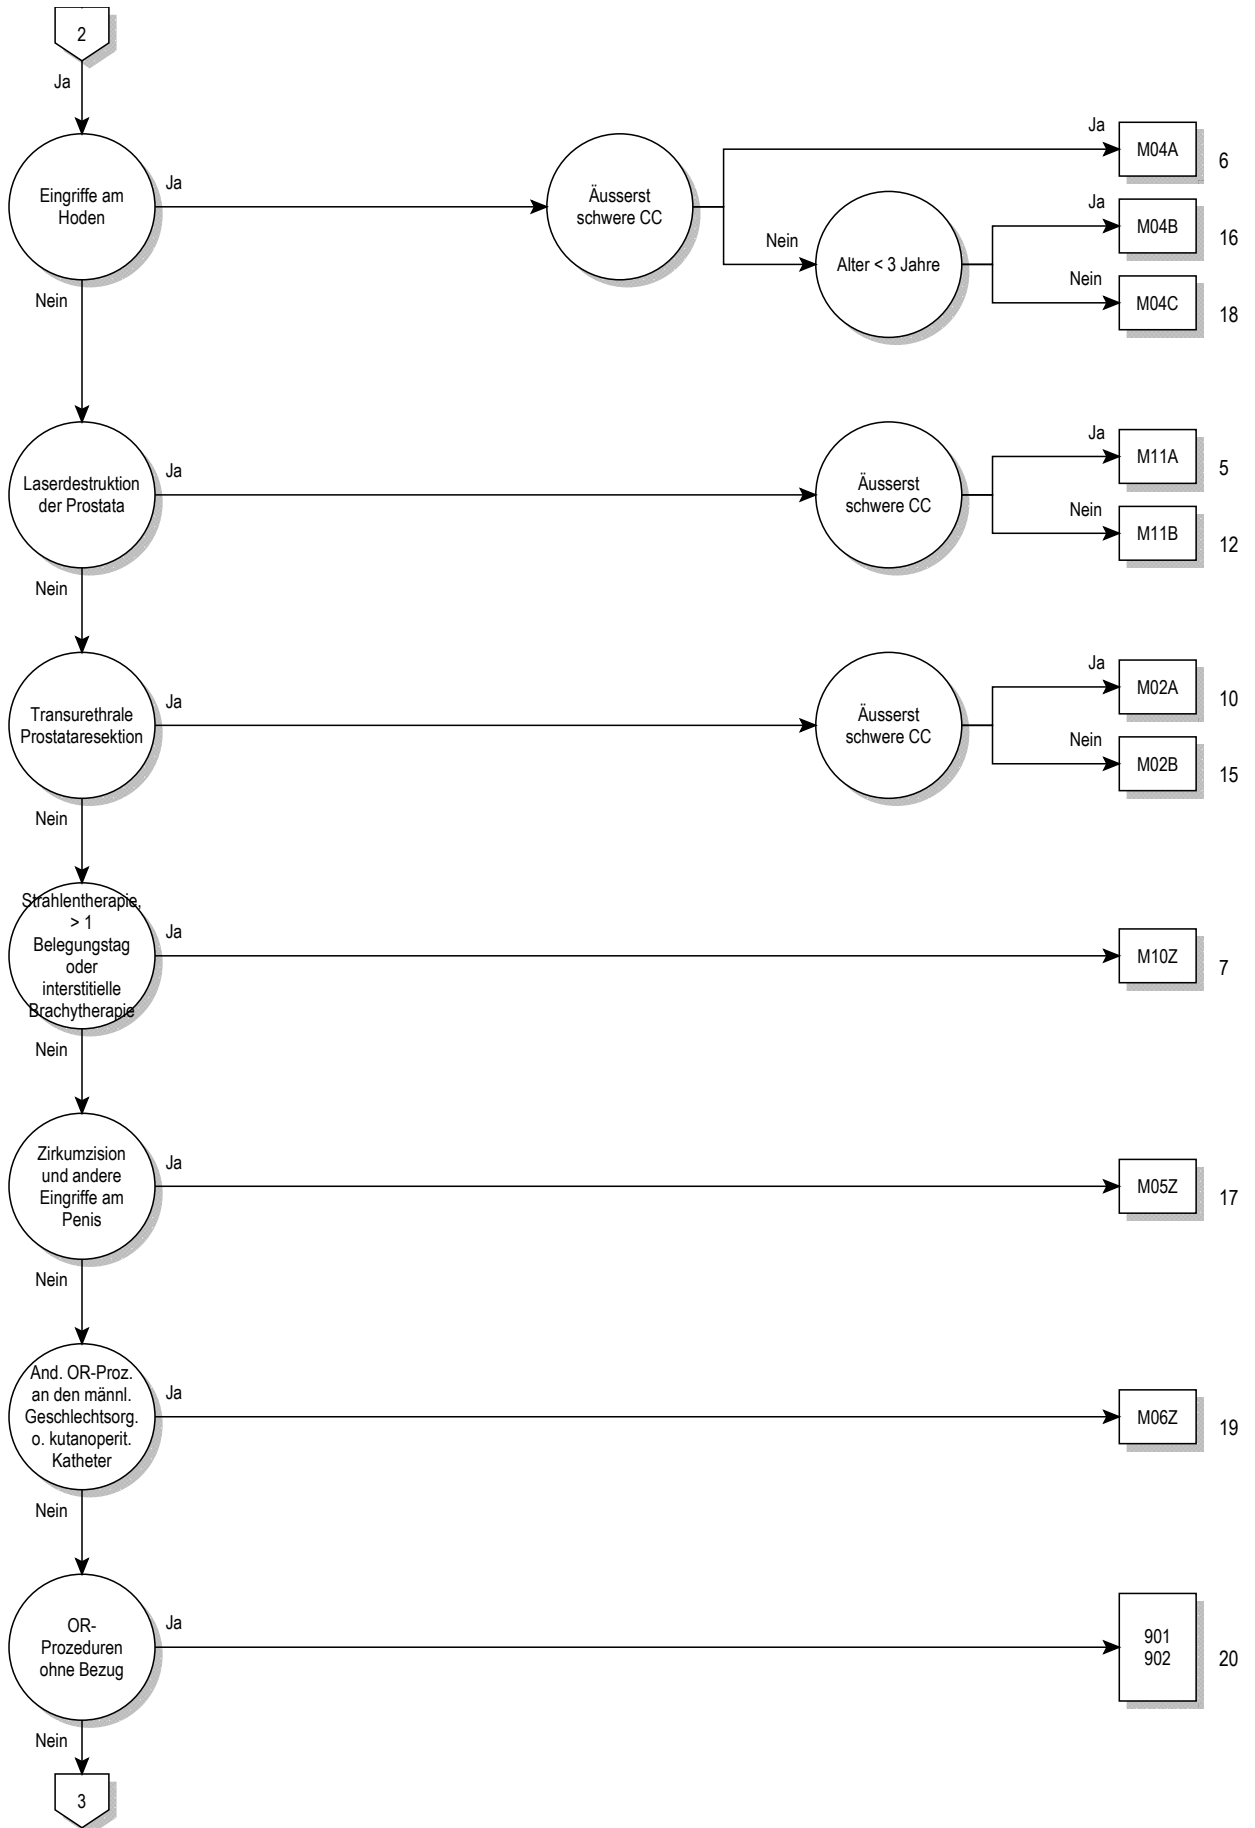 2
Ja
Eingriffe am
Hoden
Ja
Äusserst
schwere CC
Ja
M04A
6
Nein
Alter < 3 Jahre
Ja
M04B
16
Nein
M04C
18
Nein
Laserdestruktion
der Prostata
Ja
Äusserst
schwere CC
Ja
M11A
5
Nein
M11B
12
Nein
Transurethrale
Prostataresektion
Ja
Äusserst
schwere CC
Ja
M02A
10
Nein
M02B
15
Nein
Strahlentherapie,
> 1
Belegungstag
oder
interstitielle
Brachytherapie
Ja
M10Z
7
Nein
Zirkumzision
und andere
Eingriffe am
Penis
Ja
M05Z
17
Nein
And. OR-Proz.
an den männl.
Geschlechtsorg.
o. kutanoperit.
Katheter
Ja
M06Z
19
Nein
OR-
Prozeduren
ohne Bezug
Ja
901
902
20
Nein
3